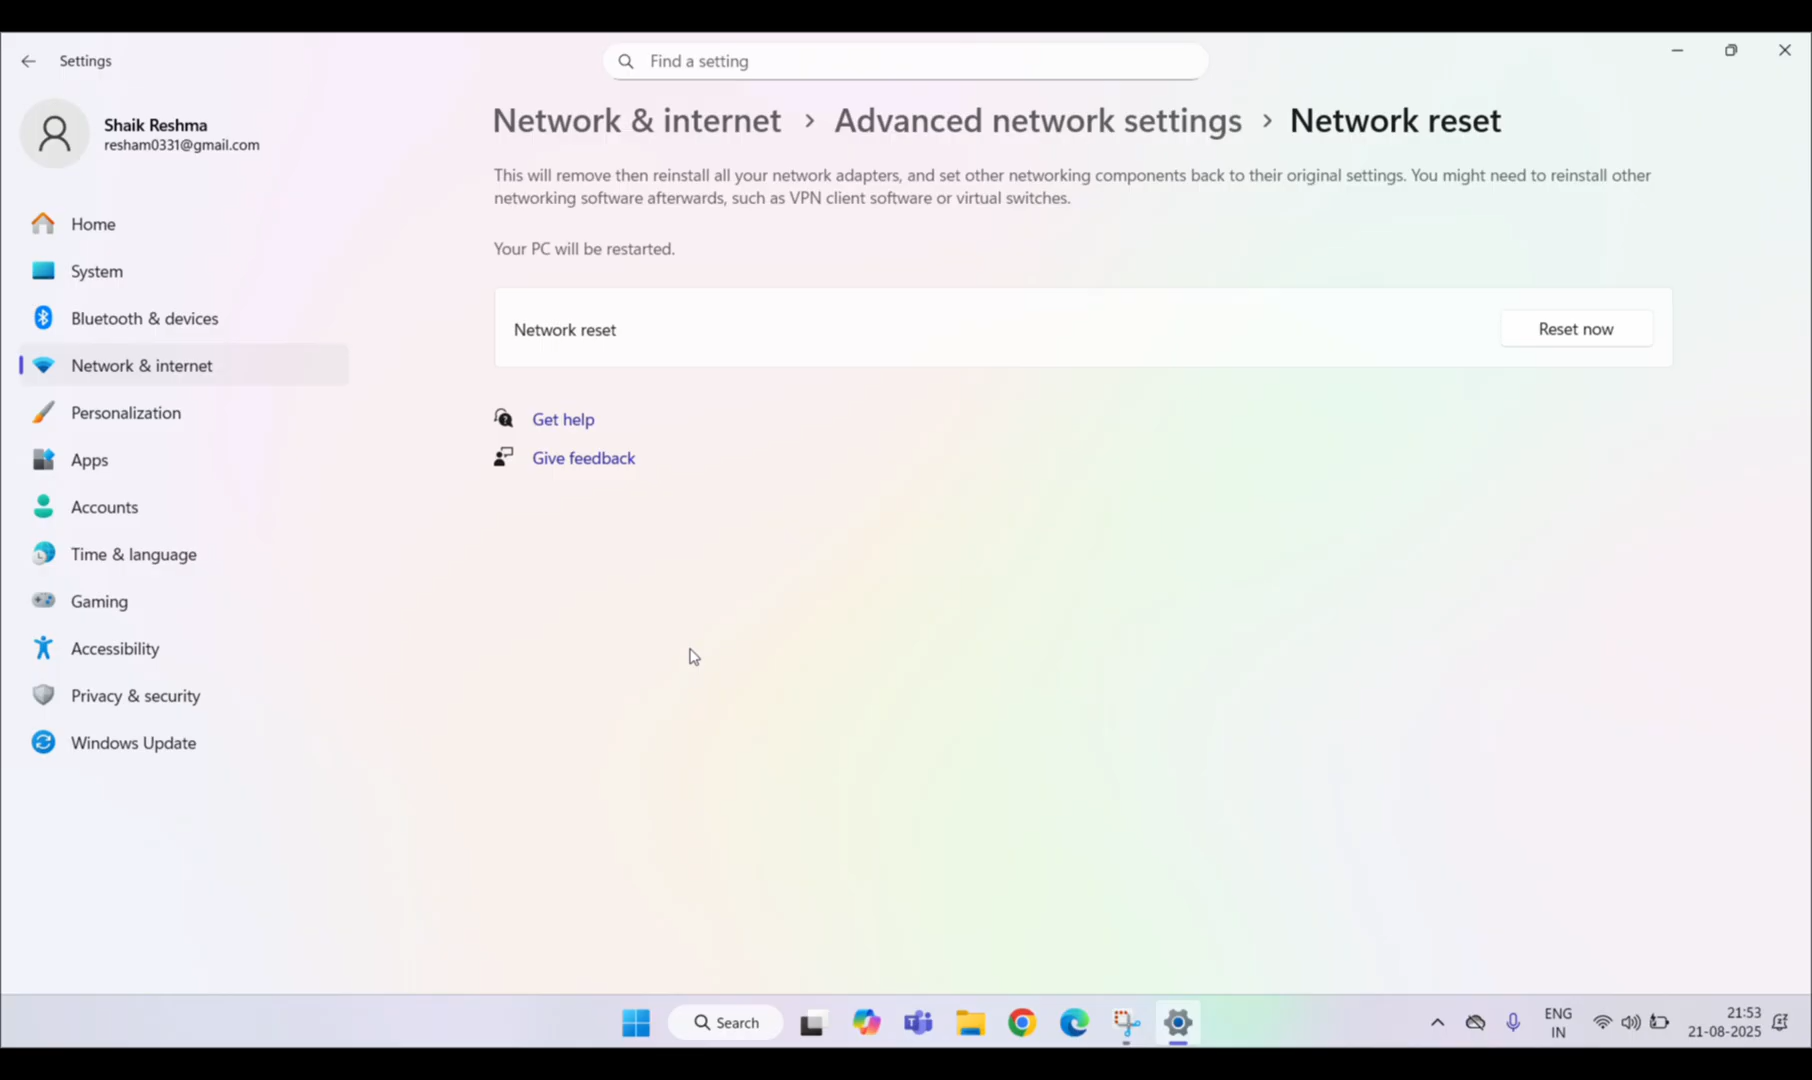 Settings
Find a setting
Shaik Reshma
resham0331@gmail.com
Home
System
Bluetooth & devices
Network & internet
Personalization
Apps
Accounts
Time & language
Gaming
Accessibility
Privacy & security
Windows Update
Network & internet › Advanced network settings › Network reset
This will remove then reinstall all your network adapters, and set other networking components back to their original settings. You might need to reinstall other
networking software afterwards, such as VPN client software or virtual switches.
Your PC will be restarted.
Network reset
Reset now
Get help
Give feedback
Search
ENG
IN
21:53
21-08-2025